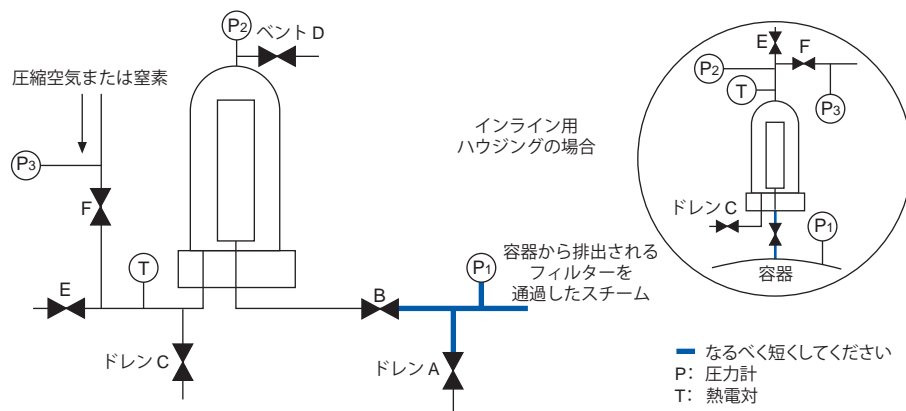 P2
ベント D
圧縮空気または窒素
P3
F
E
T
ドレン C
B
P1
容器から排出される
フィルターを
通過したスチーム
ドレン A
インライン用
ハウジングの場合
E
F
P2
T
P3
ドレン C
P1
容器
なるべく短くしてください
P： 圧力計
T： 熱電対